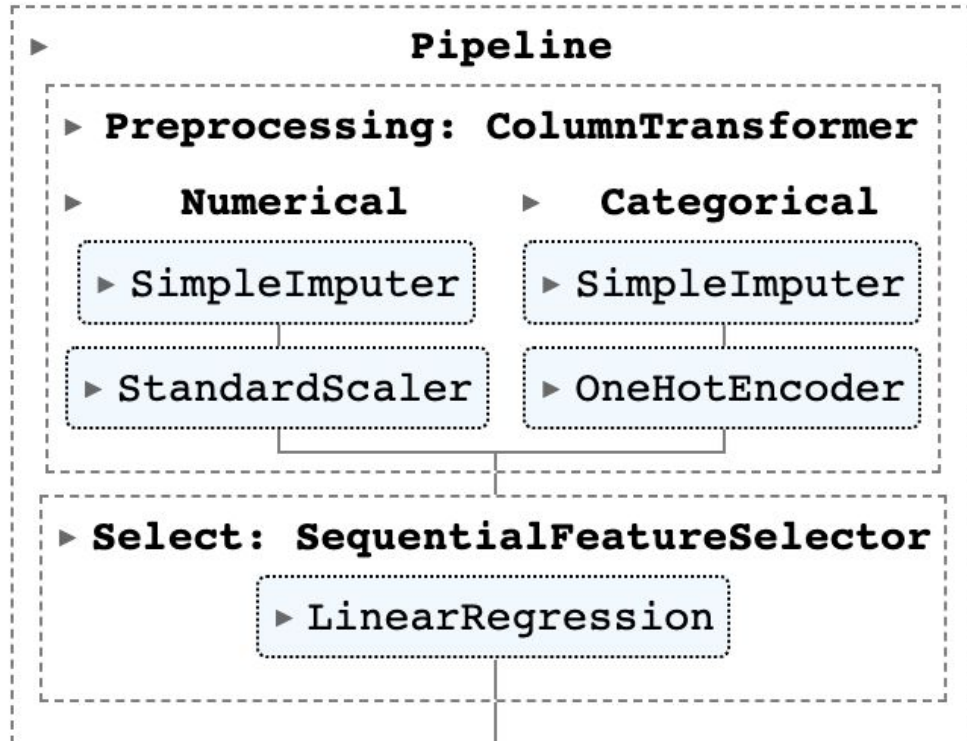 Pipeline
Preprocessing: ColumnTransformer
Numerical Categorical
SimpleImputer SimpleImputer
StandardScaler OneHotEncoder
Select: SequentialFeatureSelector
LinearRegression